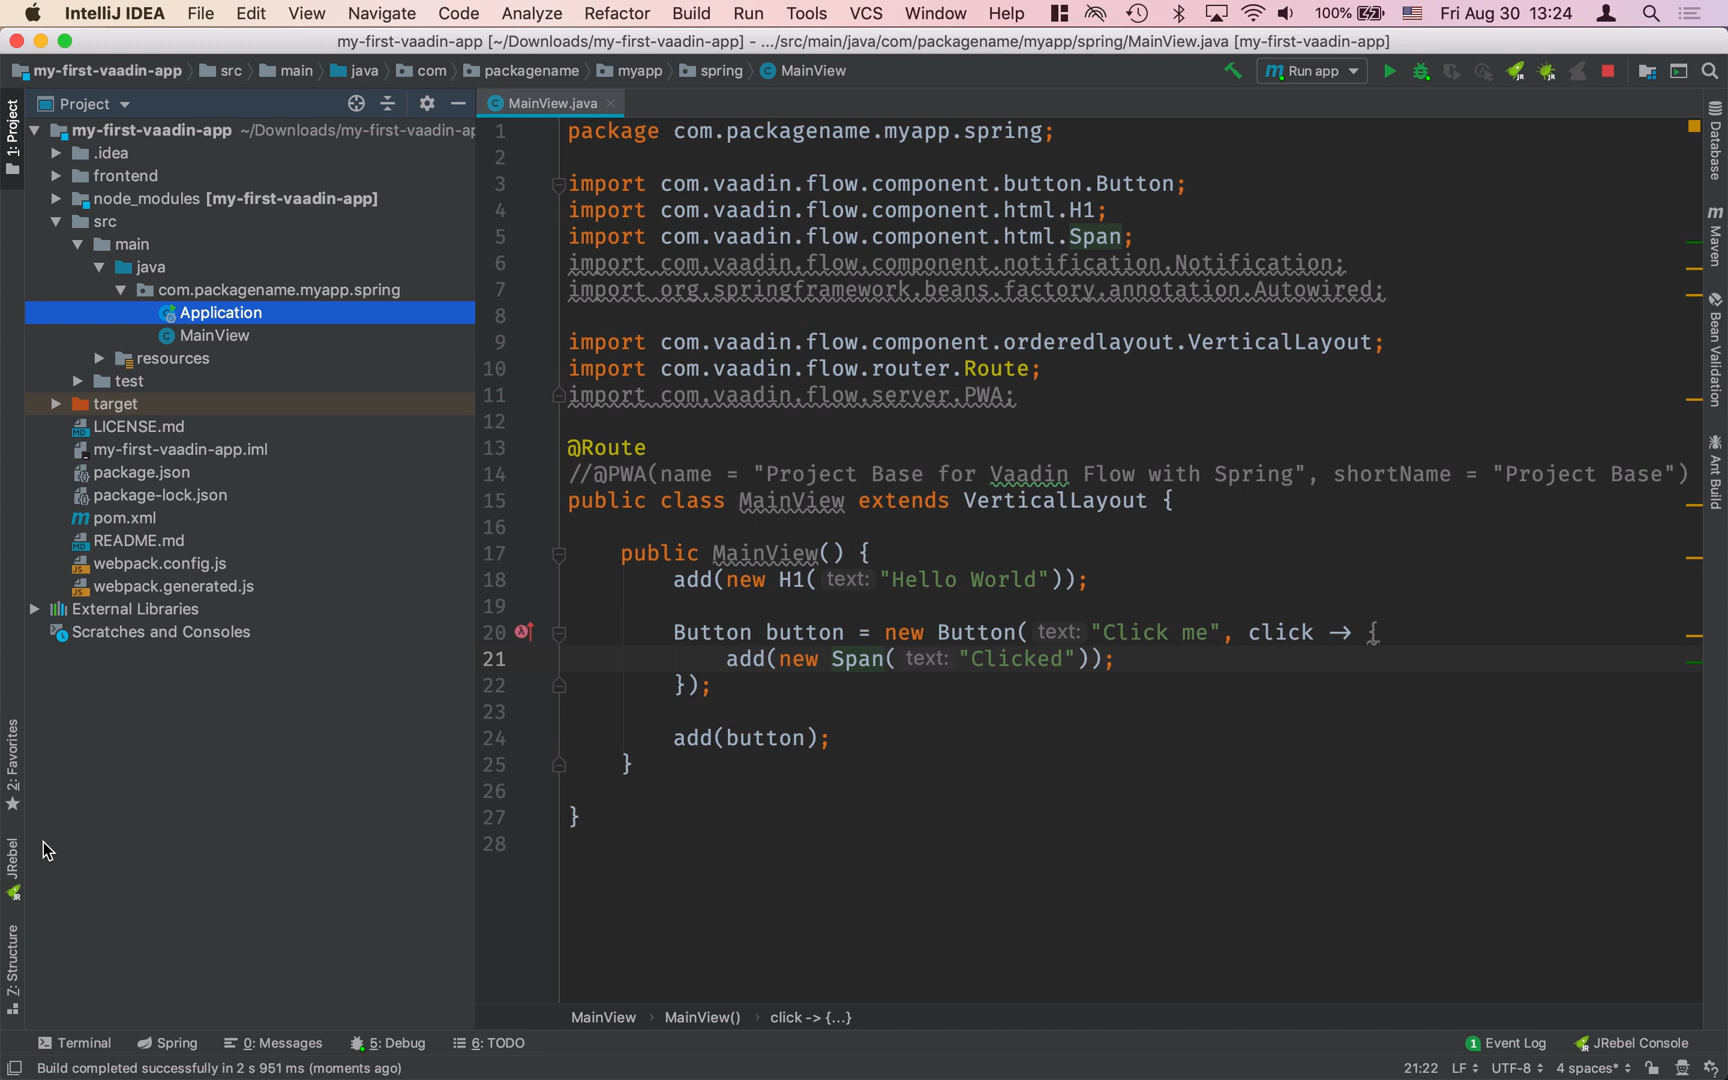 IntelliJ IDEA File Edit View Navigate Code Analyze Refactor Build Run Tools VCS Window Help 100% Fri Aug 30 13:24
my-first-vaadin-app [~/Downloads/my-first-vaadin-app] - .../src/main/java/com/packagename/myapp/spring/MainView.java [my-first-vaadin-app]
my-first-vaadin-app src main java com packagename myapp spring MainView Run app
1: Project
2: Favorites
JRebel
Z: Structure
Project
my-first-vaadin-app ~/Downloads/my-first-vaadin-ap
.idea
frontend
node_modules [my-first-vaadin-app]
src
main
java
com.packagename.myapp.spring
Application
MainView
resources
test
target
LICENSE.md
my-first-vaadin-app.iml
package.json
package-lock.json
pom.xml
README.md
webpack.config.js
webpack.generated.js
External Libraries
Scratches and Consoles
MainView.java
1 package com.packagename.myapp.spring;
2
3 import com.vaadin.flow.component.button.Button;
4 import com.vaadin.flow.component.html.H1;
5 import com.vaadin.flow.component.html.Span;
6 import com.vaadin.flow.component.notification.Notification;
7 import org.springframework.beans.factory.annotation.Autowired;
8
9 import com.vaadin.flow.component.orderedlayout.VerticalLayout;
10 import com.vaadin.flow.router.Route;
11 import com.vaadin.flow.server.PWA;
12
13 @Route
14 //@PWA(name = "Project Base for Vaadin Flow with Spring", shortName = "Project Base")
15 public class MainView extends VerticalLayout {
16
17 public MainView() {
18 add(new H1( text: "Hello World"));
19
20 Button button = new Button( text: "Click me", click → {
21 add(new Span( text: "Clicked"));
22 });
23
24 add(button);
25 }
26
27 }
28
MainView MainView() click -> {...}
Database
Maven
Bean Validation
Ant Build
Terminal Spring 0: Messages 5: Debug 6: TODO 1 Event Log JRebel Console
Build completed successfully in 2 s 951 ms (moments ago) 21:22 LF UTF-8 4 spaces*